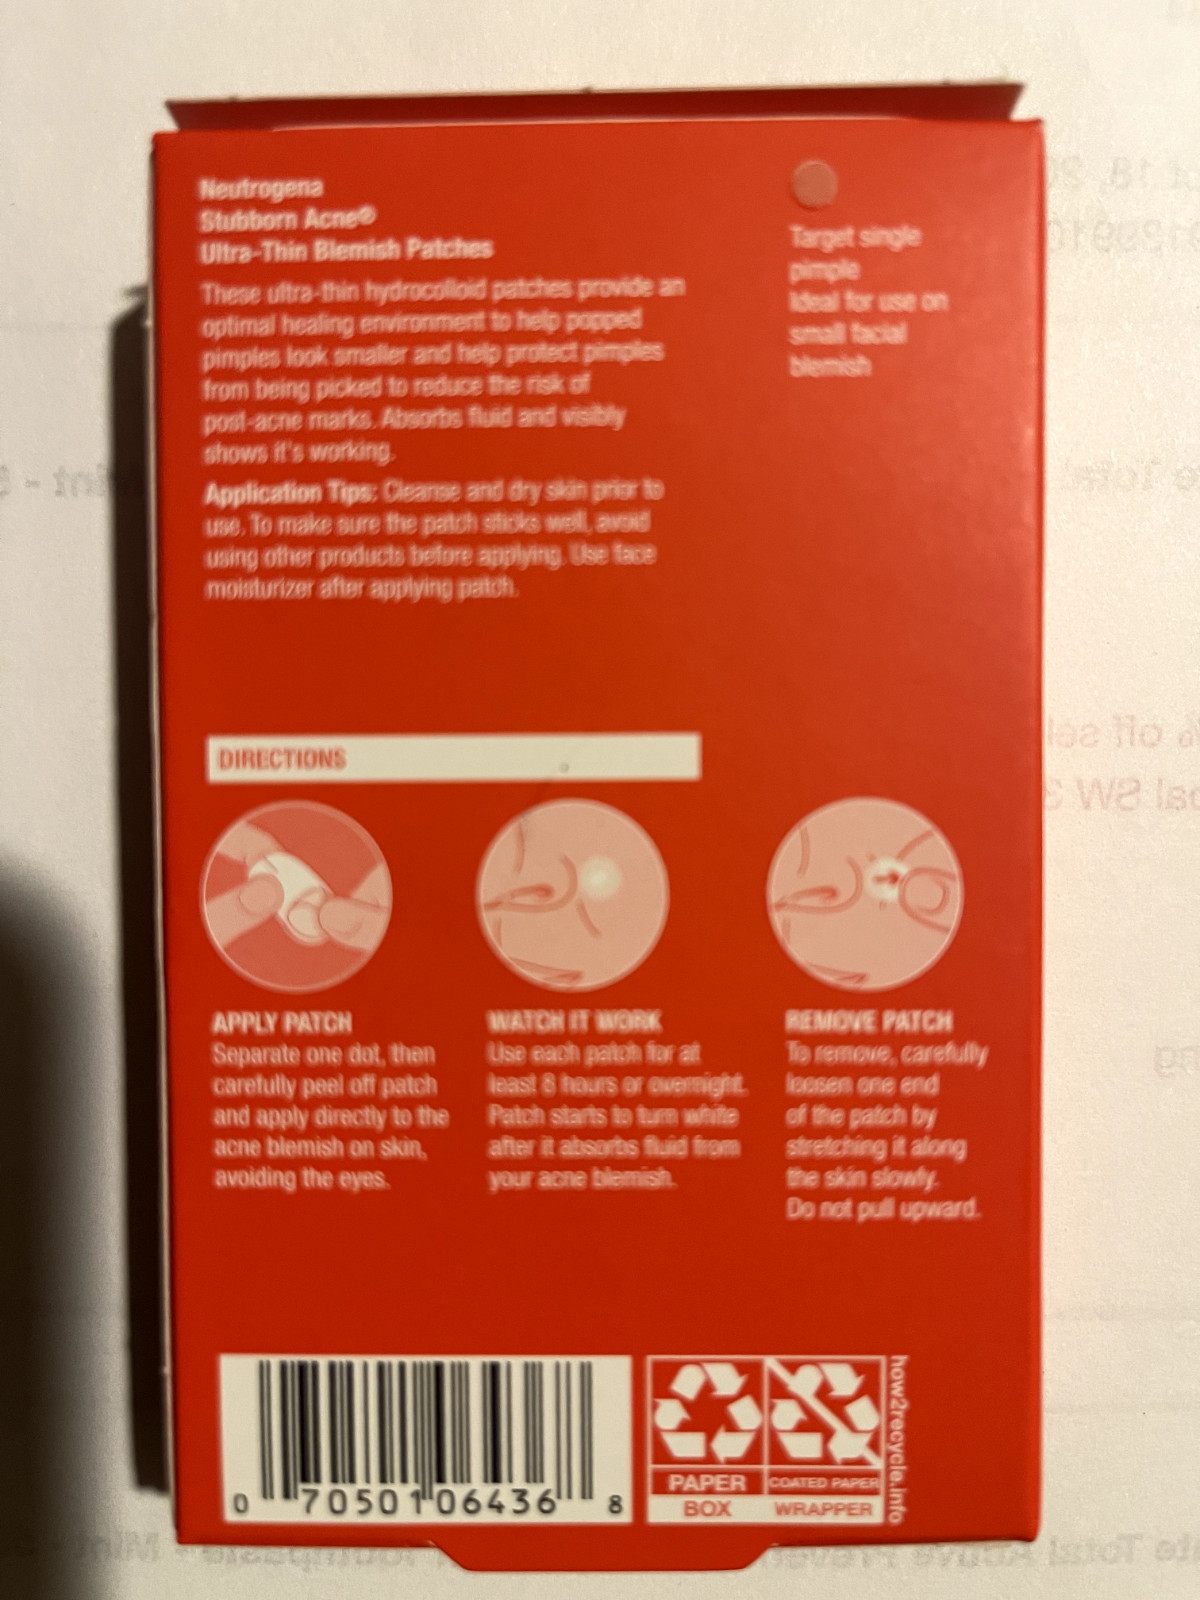 Neutrogena
Stubborn Acne®
Ultra-Thin Blemish Patches
These ultra-thin hydrocolloid patches provide an
optimal healing environment to help popped
pimples look smaller and help protect pimples
from being picked to reduce the risk of
post-acne marks. Absorbs fluid and visibly
shows it's working.
Application Tips: Cleanse and dry skin prior to
use. To make sure the patch sticks well, avoid
using other products before applying. Use face
moisturizer after applying patch.
Target single
pimple
Ideal for use on
small facial
blemish
DIRECTIONS
APPLY PATCH
Separate one dot, then
carefully peel off patch
and apply directly to the
acne blemish on skin,
avoiding the eyes.
WATCH IT WORK
Use each patch for at
least 8 hours or overnight.
Patch starts to turn white
after it absorbs fluid from
your acne blemish.
REMOVE PATCH
To remove, carefully
loosen one end
of the patch by
stretching it along
the skin slowly.
Do not pull upward.
0 70501 06436 8
PAPER
BOX
COATED PAPER
WRAPPER
how2recycle.info